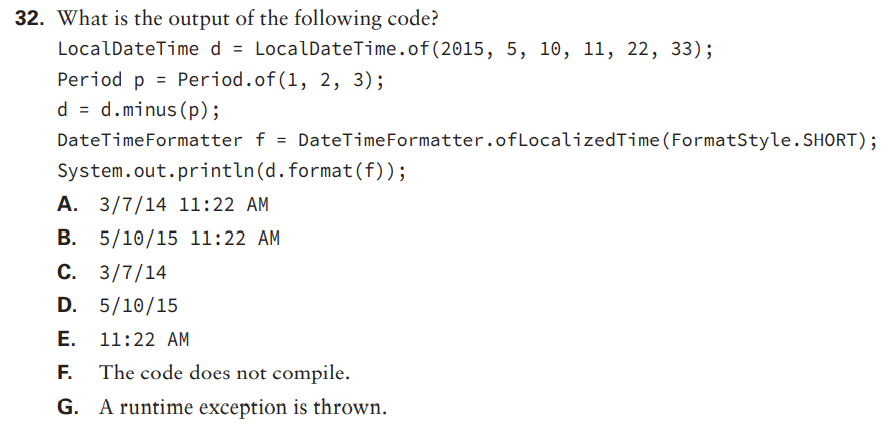 32. What is the output of the following code?
LocalDateTime d = LocalDateTime.of(2015, 5, 10, 11, 22, 33);
Period p = Period.of(1, 2, 3);
d = d.minus(p);
DateTimeFormatter f = DateTimeFormatter.ofLocalizedTime(FormatStyle.SHORT);
System.out.println(d.format(f));
A. 3/7/14 11:22 AM
B. 5/10/15 11:22 AM
C. 3/7/14
D. 5/10/15
E. 11:22 AM
F. The code does not compile.
G. A runtime exception is thrown.